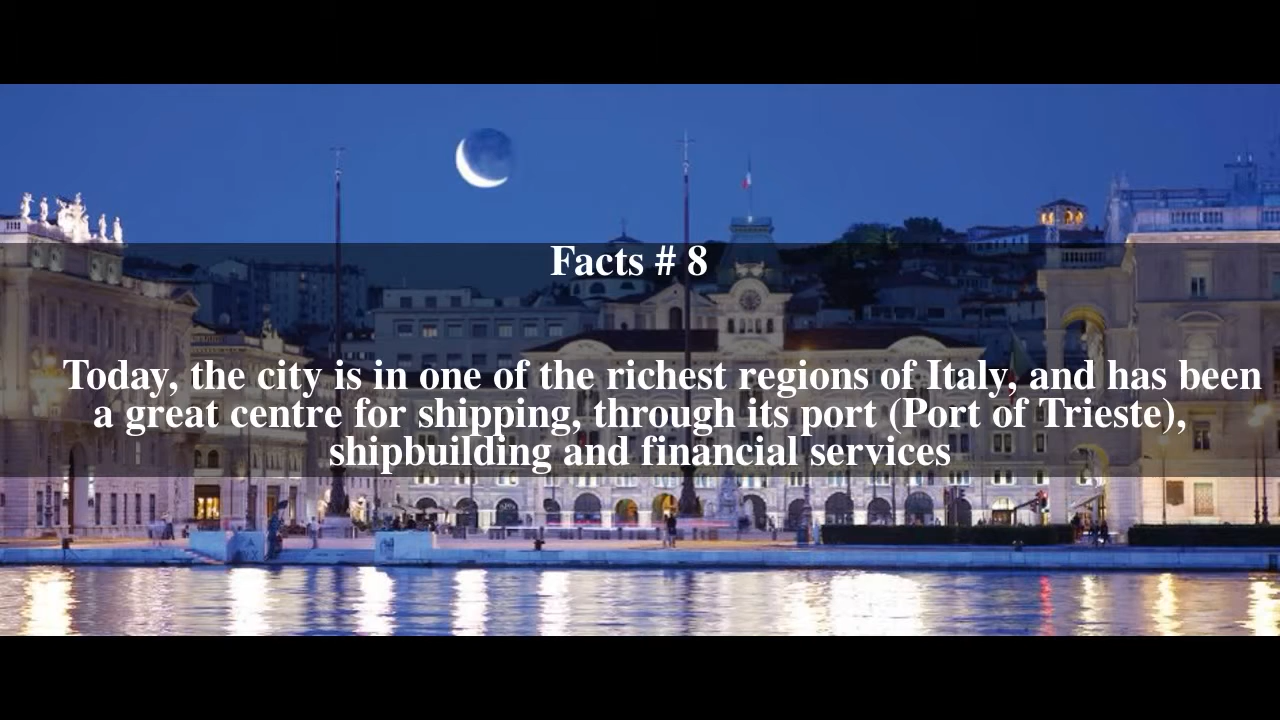 Facts # 8
Today, the city is in one of the richest regions of Italy, and has been
a great centre for shipping, through its port (Port of Trieste),
shipbuilding and financial services